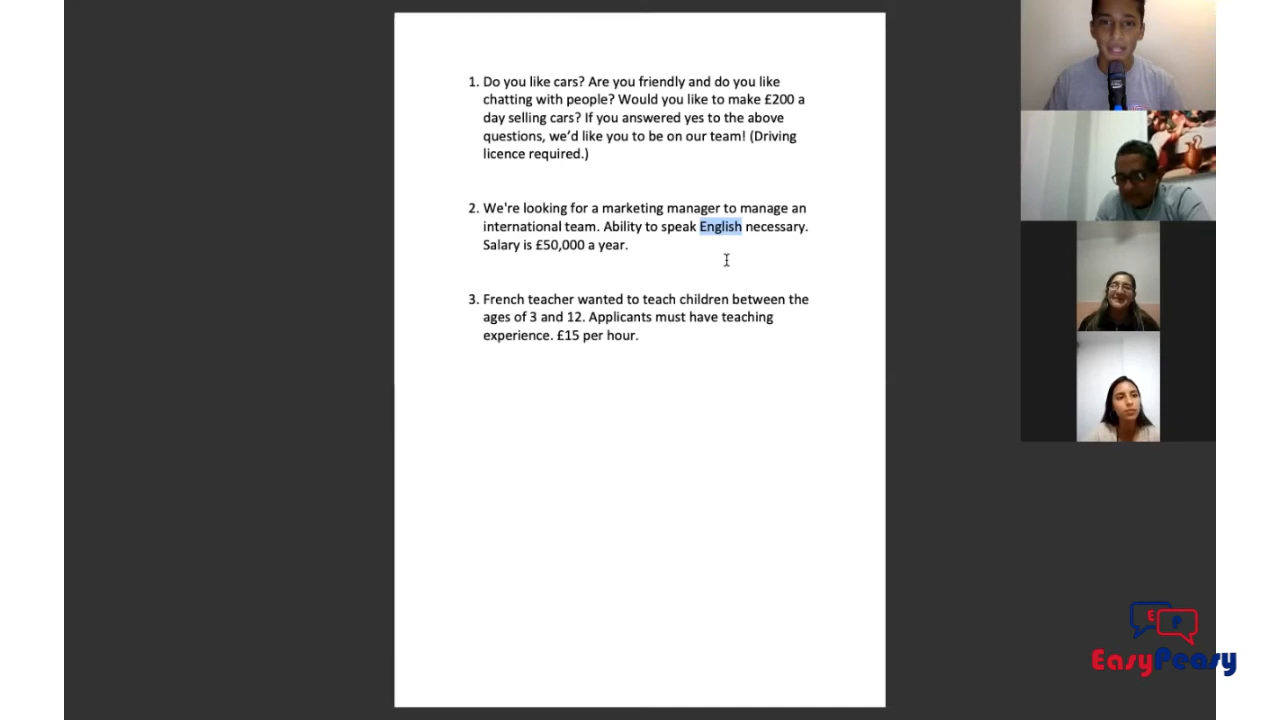 1. Do you like cars? Are you friendly and do you like
chatting with people? Would you like to make £200 a
day selling cars? If you answered yes to the above
questions, we’d like you to be on our team! (Driving
licence required.)
2. We're looking for a marketing manager to manage an
international team. Ability to speak English necessary.
Salary is £50,000 a year.
3. French teacher wanted to teach children between the
ages of 3 and 12. Applicants must have teaching
experience. £15 per hour.
E P
EasyPeasy